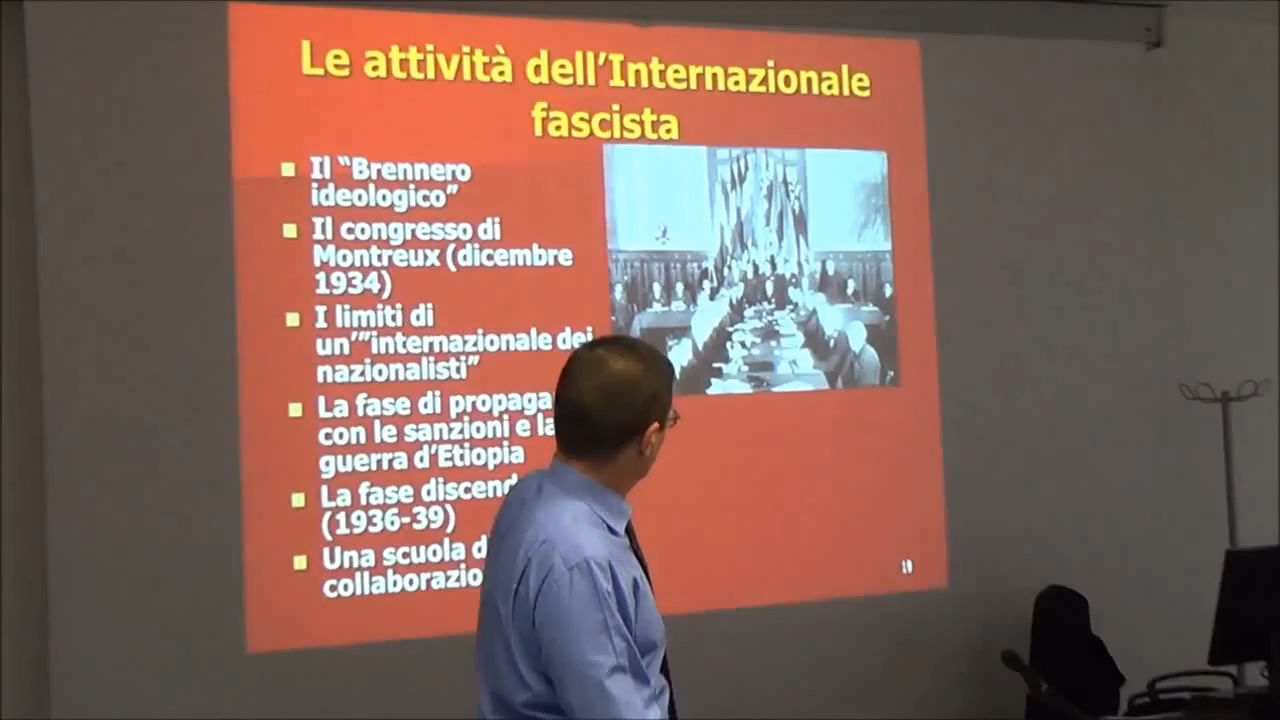 Le attività dell'Internazionale
fascista
Il "Brennero
ideologico"
Il congresso di
Montreux (dicembre
1934)
I limiti di
un'"internazionale dei
nazionalisti"
La fase di propaga
con le sanzioni e la
guerra d'Etiopia
La fase discend
(1936-39)
Una scuola d
collaborazio